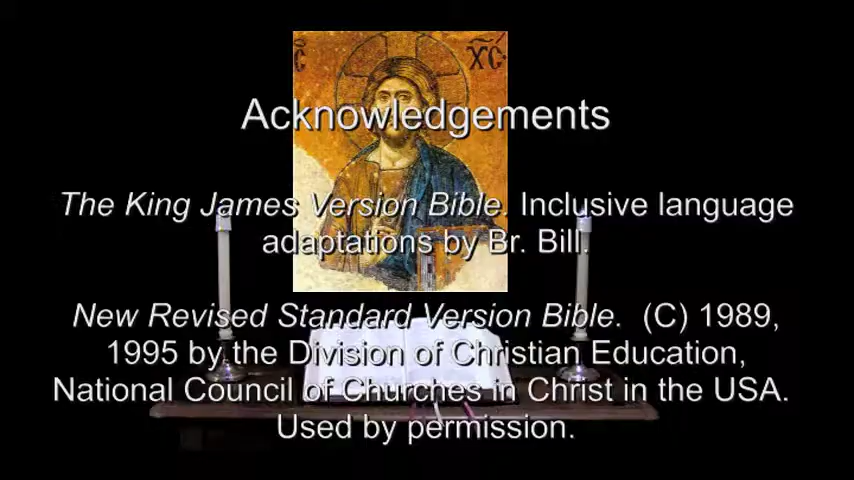 Acknowledgements
The King James Version Bible. Inclusive language
adaptations by Br. Bill.
New Revised Standard Version Bible.  (C) 1989,
1995 by the Division of Christian Education,
National Council of Churches in Christ in the USA.
Used by permission.